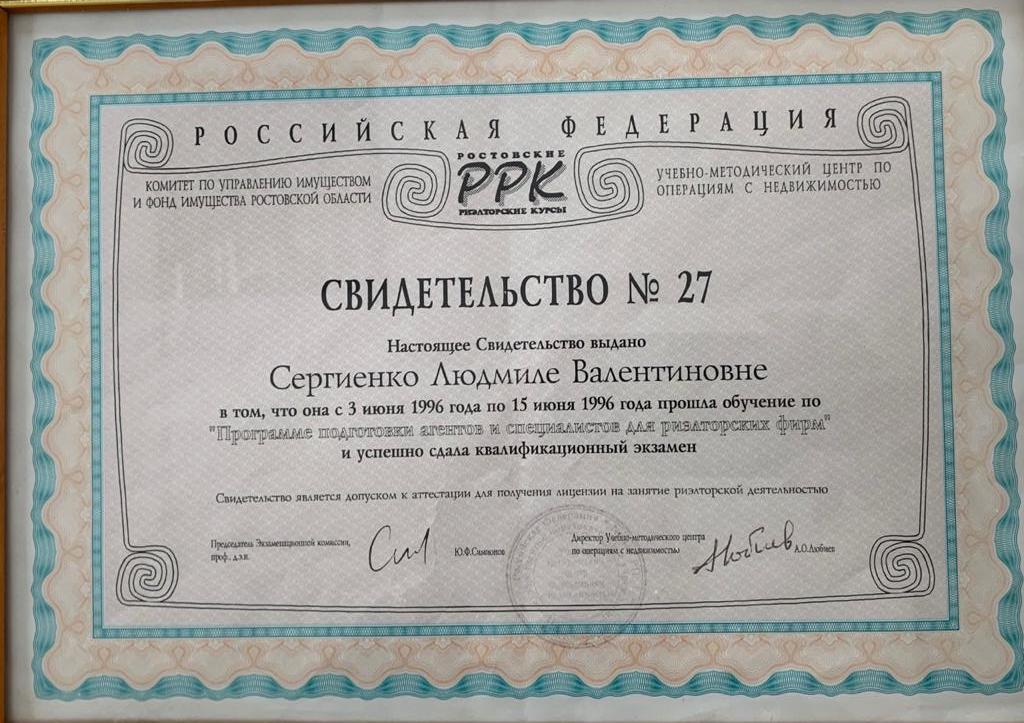 РОССИЙСКАЯ ФЕДЕРАЦИЯ
КОМИТЕТ ПО УПРАВЛЕНИЮ ИМУЩЕСТВОМ
И ФОНД ИМУЩЕСТВА РОСТОВСКОЙ ОБЛАСТИ
РОСТОВСКИЕ
РРК
РИЭЛТОРСКИЕ КУРСЫ
УЧЕБНО-МЕТОДИЧЕСКИЙ ЦЕНТР ПО
ОПЕРАЦИЯМ С НЕДВИЖИМОСТЬЮ
СВИДЕТЕЛЬСТВО № 27
Настоящее Свидетельство выдано
Сергиенко Людмиле Валентиновне
в том, что она с 3 июня 1996 года по 15 июня 1996 года прошла обучение по
"Программе подготовки агентов и специалистов для риэлторских фирм"
и успешно сдала квалификационный экзамен
Свидетельство является допуском к аттестации для получения лицензии на занятие риэлторской деятельностью
Председатель Экзаменационной комиссии,
проф., д.э.н.
Ю.Ф.Симионов
Директор Учебно-методического центра
по операциям с недвижимостью
А.О.Любиев